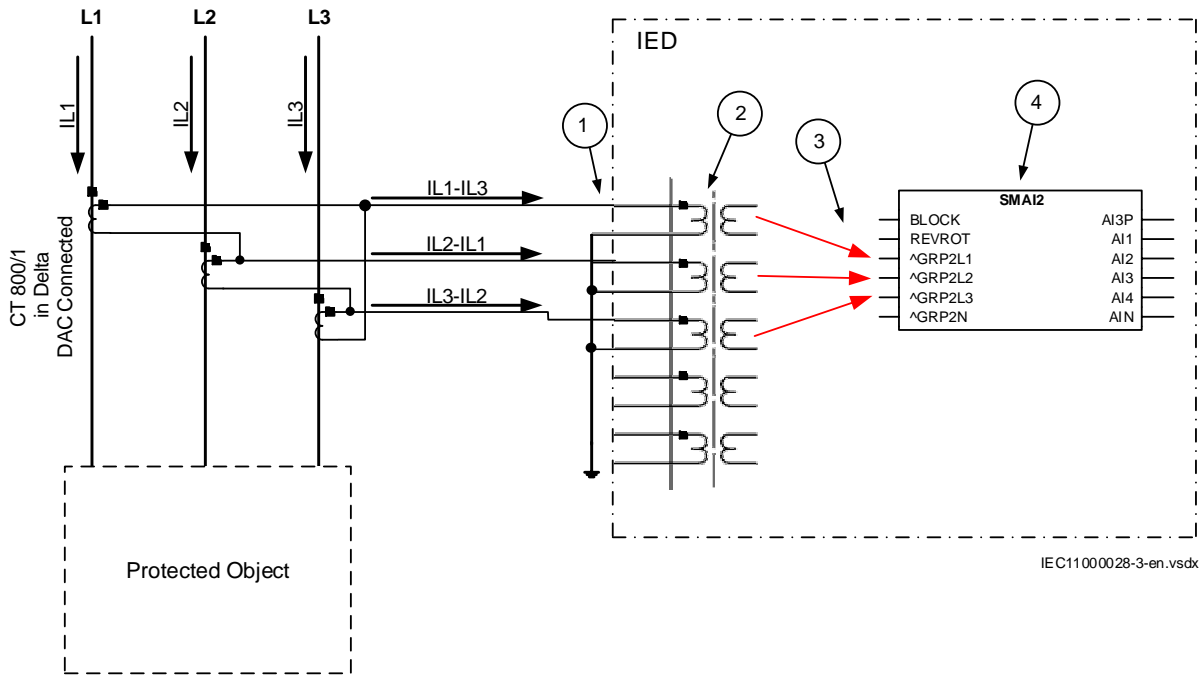 L1
L2
L3
IL1
IL2
IL3
CT 800/1
in Delta
DAC Connected
IL1-IL3
IL2-IL1
IL3-IL2
Protected Object
IED
1
2
3
4
SMAI2
BLOCK
REVROT
^GRP2L1
^GRP2L2
^GRP2L3
^GRP2N
AI3P
AI1
AI2
AI3
AI4
AIN
IEC11000028-3-en.vsdx